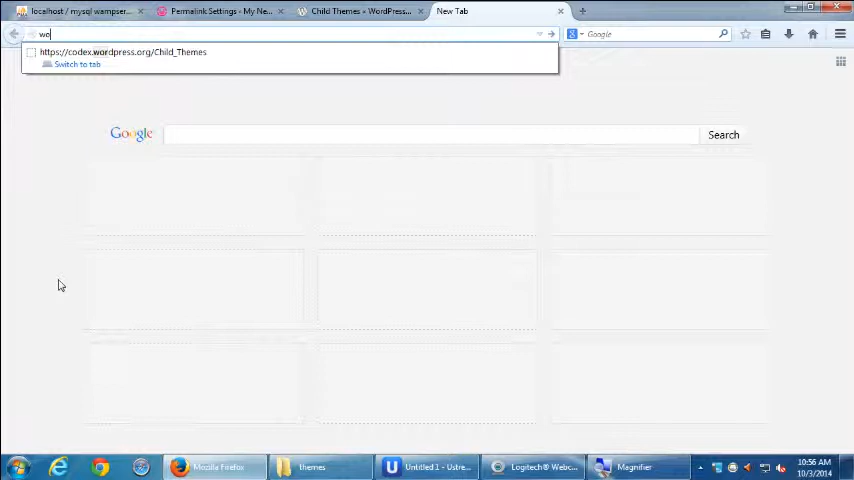 localhost / mysql wampser...
Permalink Settings - My Ne...
Child Themes « WordPress...
New Tab
wo
Google
https://codex.wordpress.org/Child_Themes
Switch to tab
Google
Search
Mozilla Firefox
themes
Untitled 1 - Ustre...
Logitech® Webc...
Magnifier
10:56 AM
10/3/2014